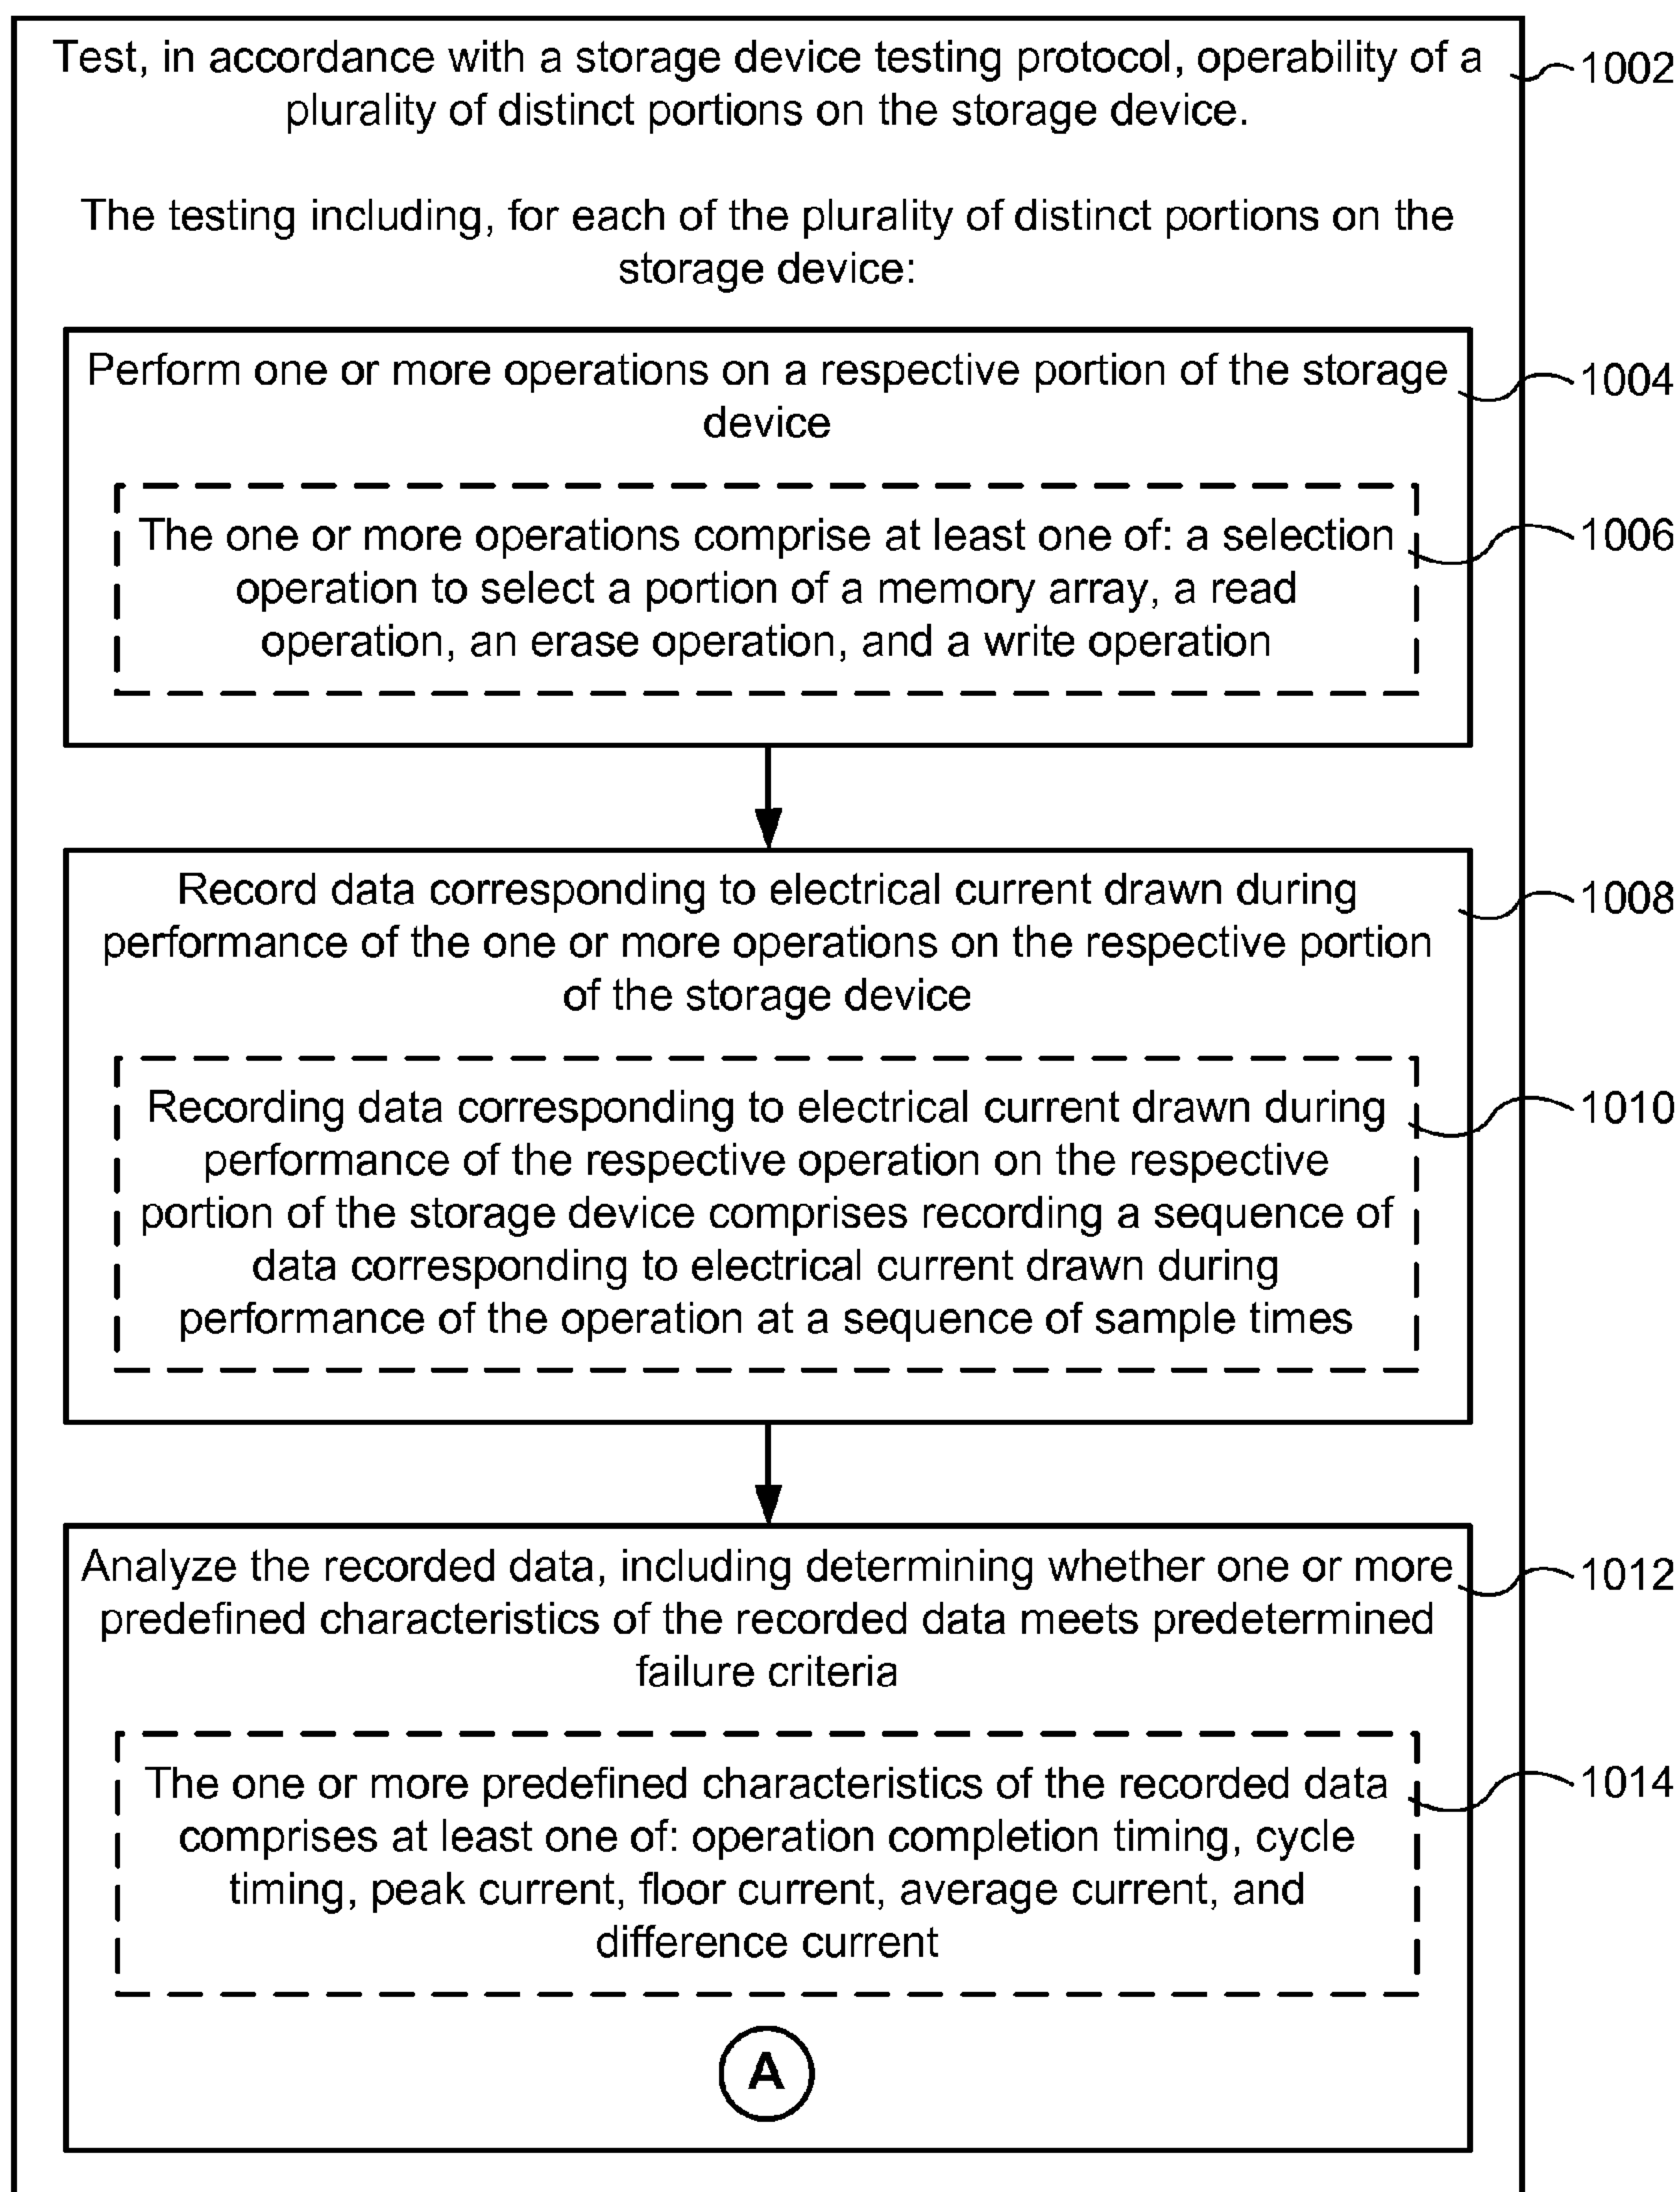 Test, in accordance with a storage device testing protocol, operability of a
plurality of distinct portions on the storage device.
1002
The testing including, for each of the plurality of distinct portions on the
storage device:
Perform one or more operations on a respective portion of the storage
device
1004
The one or more operations comprise at least one of: a selection
operation to select a portion of a memory array, a read
operation, an erase operation, and a write operation
1006
Record data corresponding to electrical current drawn during
performance of the one or more operations on the respective portion
of the storage device
1008
Recording data corresponding to electrical current drawn during
performance of the respective operation on the respective
portion of the storage device comprises recording a sequence of
data corresponding to electrical current drawn during
performance of the operation at a sequence of sample times
1010
Analyze the recorded data, including determining whether one or more
predefined characteristics of the recorded data meets predetermined
failure criteria
1012
The one or more predefined characteristics of the recorded data
comprises at least one of: operation completion timing, cycle
timing, peak current, floor current, average current, and
difference current
1014
A